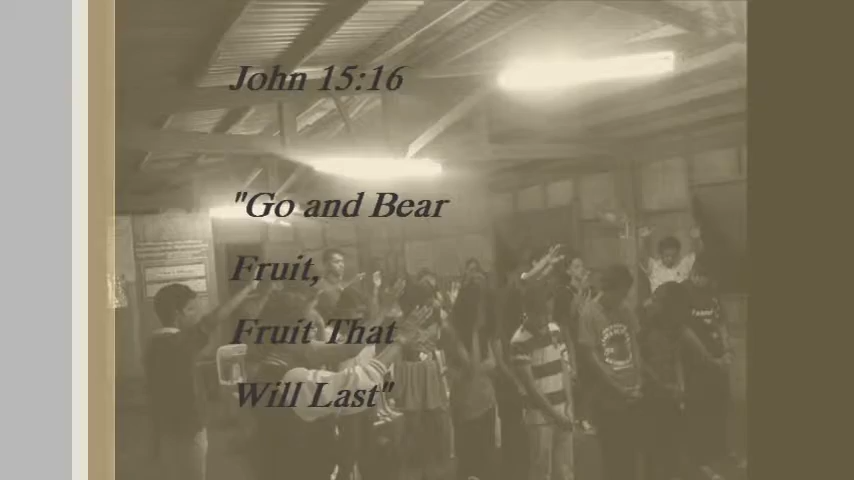 John 15:16
"Go and Bear
Fruit,
Fruit That
Will Last"